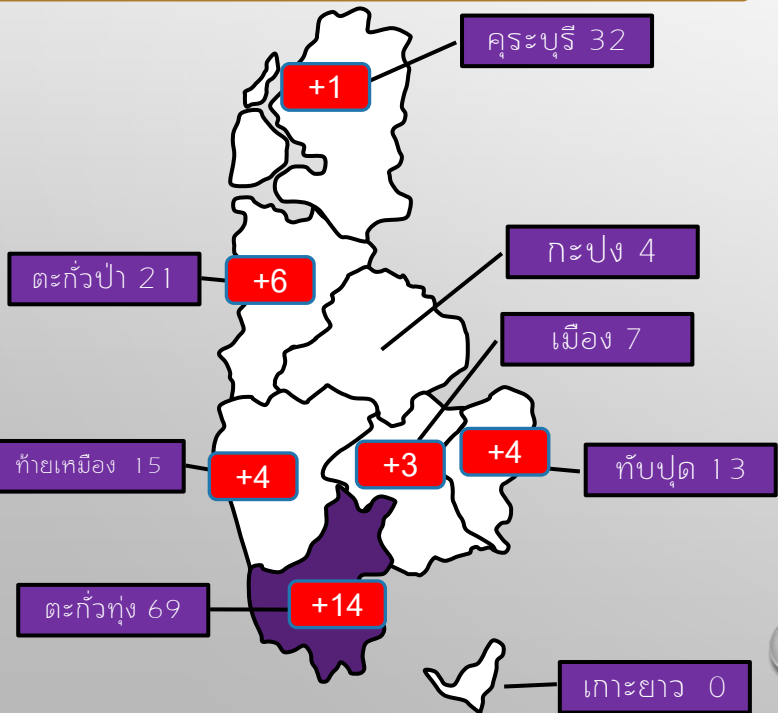 คุระบุรี 32
+1
กะปง 4
ตะกั่วป่า 21
+6
เมือง 7
ท้ายเหมือง 15
+4
+3
+4
ทับปุด 13
ตะกั่วทุ่ง 69
+14
เกาะยาว 0